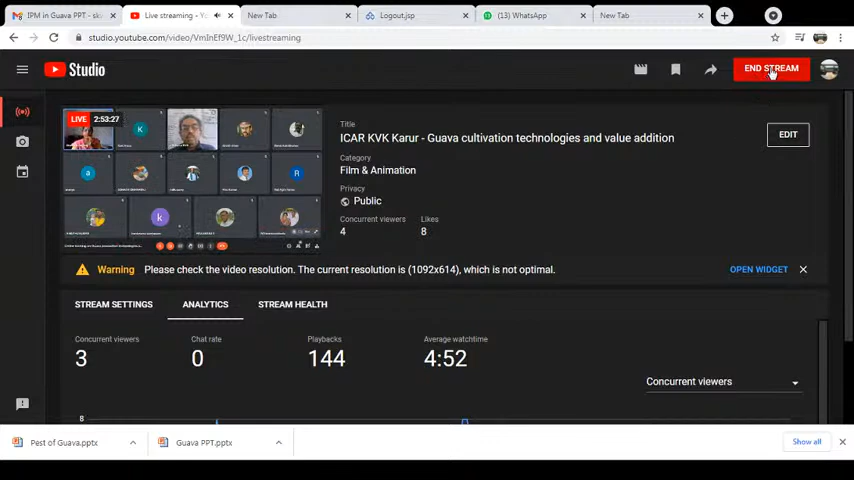 IPM in Guava PPT - sk
Live streaming - Yo
New Tab
Logout.jsp
(13) WhatsApp
New Tab
studio.youtube.com/video/VmInEf9W_1c/livestreaming
Studio
END STREAM
LIVE 2:53:27
Title
ICAR KVK Karur - Guava cultivation technologies and value addition
EDIT
Category
Film & Animation
Privacy
Public
Concurrent viewers
Likes
4
8
Warning Please check the video resolution. The current resolution is (1092x614), which is not optimal.
OPEN WIDGET
STREAM SETTINGS
ANALYTICS
STREAM HEALTH
Concurrent viewers
Chat rate
Playbacks
Average watchtime
3
0
144
4:52
Concurrent viewers
8
Pest of Guava.pptx
Guava PPT.pptx
Show all